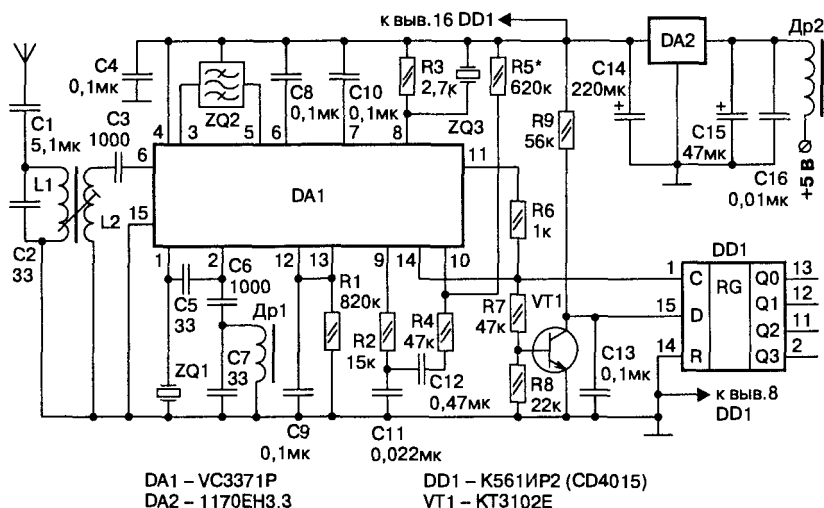 к выв.16 DD1
C4
0,1мк
C3
1000
C1
5,1мк
L1
L2
C2
33
ZQ2
C8
0,1мк
C10
0,1мк
R3
2,7к
ZQ3
R5*
620к
R9
56к
C14
220мк
+
DA2
+
C15
47мк
C16
0,01мк
Др2
+5 В
4
3
5
6
7
8
6
15
DA1
11
1
2
12
13
9
14
10
C5
33
C6
1000
Др1
C7
33
ZQ1
R1
820к
R2
15к
R4
47к
C12
0,47мк
C9
0,1мк
C11
0,022мк
R6
1к
R7
47к
VT1
R8
22к
C13
0,1мк
DD1
1
15
14
C
D
R
RG
Q0
Q1
Q2
Q3
13
12
11
2
к выв.8
DD1
DA1 – VC3371P
DD1 – К561ИР2 (CD4015)
DA2 – 1170ЕН3.3
VT1 – КТ3102Е